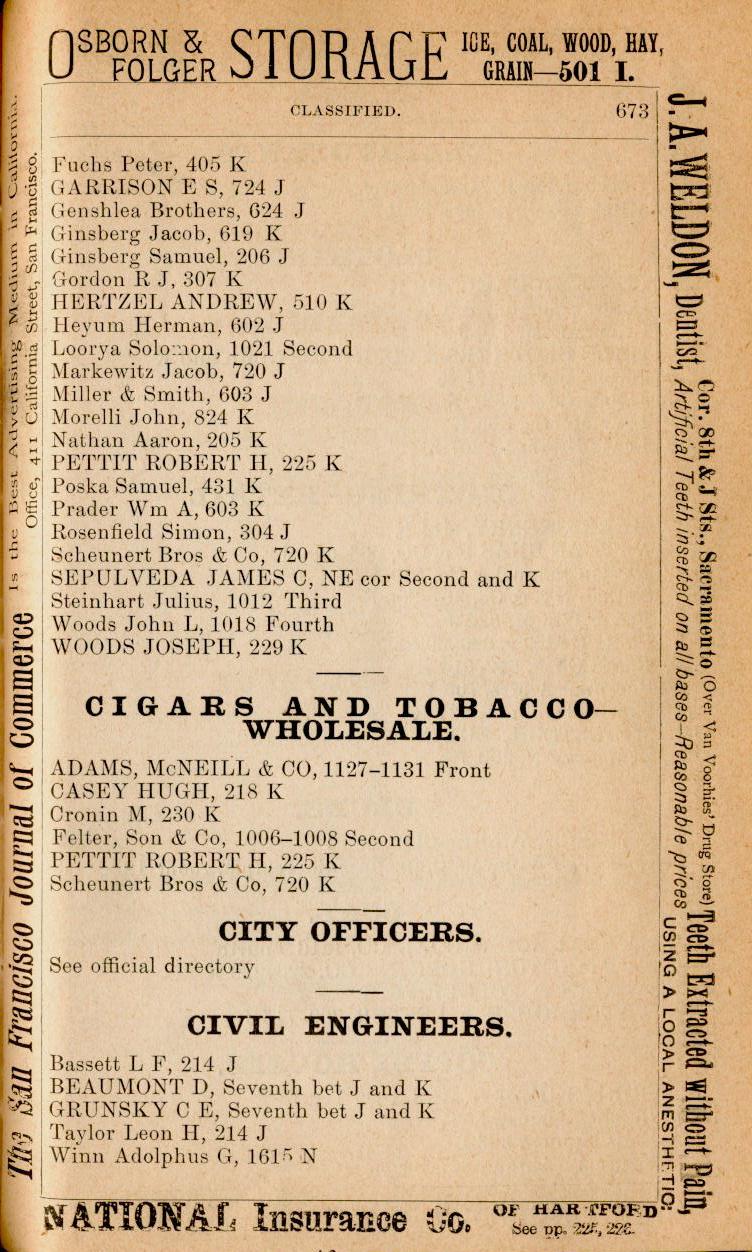 OSBORN & FOLGER STORAGE ICE, COAL, WOOD, HAY, GRAIN—501 I.
CLASSIFIED. 673
Fuchs Peter, 405 K
GARRISON E S, 724 J
Genshlea Brothers, 624 J
Ginsberg Jacob, 619 K
Ginsberg Samuel, 206 J
Gordon R J, 307 K
HERTZEL ANDREW, 510 K
Heyum Herman, 602 J
Loorya Solomon, 1021 Second
Markewitz Jacob, 720 J
Miller & Smith, 603 J
Morelli John, 824 K
Nathan Aaron, 205 K
PETTIT ROBERT H, 225 K
Poska Samuel, 431 K
Prader Wm A, 603 K
Rosenfield Simon, 304 J
Scheunert Bros & Co, 720 K
SEPULVEDA JAMES C, NE cor Second and K
Steinhart Julius, 1012 Third
Woods John L, 1018 Fourth
WOODS JOSEPH, 229 K
CIGARS AND TOBACCO—
WHOLESALE.
ADAMS, McNEILL & CO, 1127–1131 Front
CASEY HUGH, 218 K
Cronin M, 230 K
Felter, Son & Co, 1006–1008 Second
PETTIT ROBERT H, 225 K
Scheunert Bros & Co, 720 K
CITY OFFICERS.
See official directory
CIVIL ENGINEERS.
Bassett L F, 214 J
BEAUMONT D, Seventh bet J and K
GRUNSKY C E, Seventh bet J and K
Taylor Leon H, 214 J
Winn Adolphus G, 1615 N
The San Francisco Journal of Commerce Is the Best Advertising Medium in California.
Office, 411 California Street, San Francisco.
J. A. WELDON, Dentist, Cor. 8th & J Sts., Sacramento (Over Van Voorhies' Drug Store) Teeth Extracted without Pain,
Artificial Teeth inserted on all bases—Reasonable prices USING A LOCAL ANESTHETIC.
NATIONAL Insurance Co. OF HARTFORD
See pp.